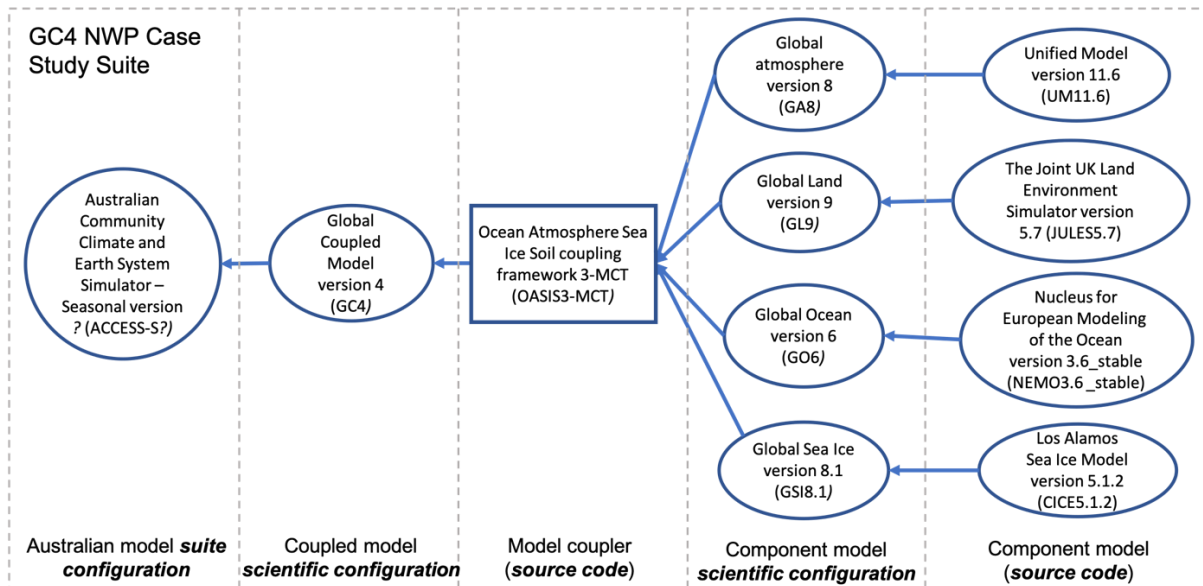 GC4 NWP Case
Study Suite
Australian
Community
Climate and
Earth System
Simulator –
Seasonal version
? (ACCESS-S?)
Global
Coupled
Model
version 4
(GC4)
Ocean Atmosphere Sea
Ice Soil coupling
framework 3-MCT
(OASIS3-MCT)
Global
atmosphere
version 8
(GA8)
Global Land
version 9
(GL9)
Global Ocean
version 6
(GO6)
Global Sea Ice
version 8.1
(GSI8.1)
Unified Model
version 11.6
(UM11.6)
The Joint UK Land
Environment
Simulator version
5.7 (JULES5.7)
Nucleus for
European Modeling
of the Ocean
version 3.6_stable
(NEMO3.6 _stable)
Los Alamos
Sea Ice Model
version 5.1.2
(CICE5.1.2)
Australian model suite
configuration
Coupled model
scientific configuration
Model coupler
(source code)
Component model
scientific configuration
Component model
(source code)